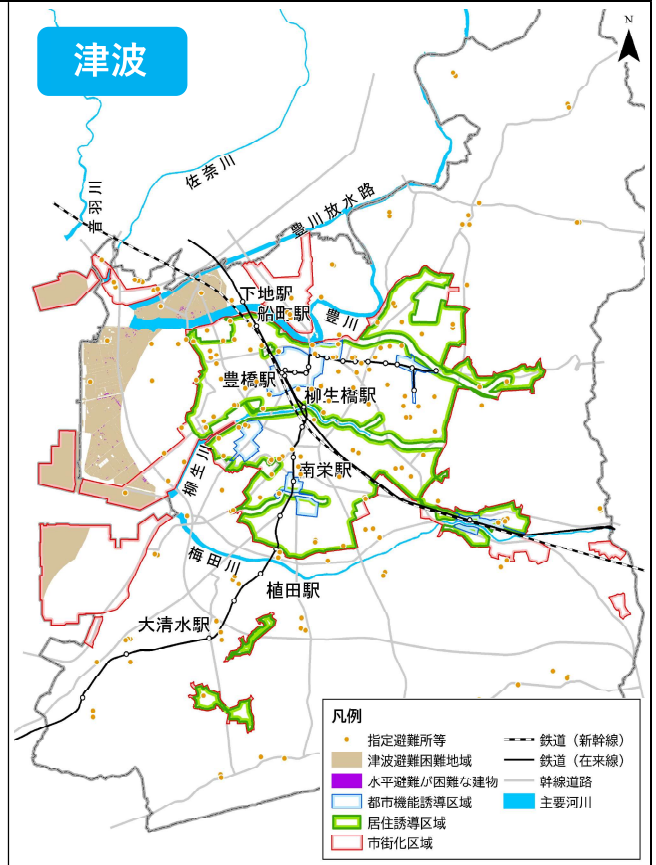 津波
N
佐奈川
音羽川
豊川放水路
下地駅
船町駅
豊川
豊橋駅
柳生橋駅
柳生川
南栄駅
梅田川
植田駅
大清水駅
凡例
指定避難所等
津波避難困難地域
水平避難が困難な建物
都市機能誘導区域
居住誘導区域
市街化区域
鉄道（新幹線）
鉄道（在来線）
幹線道路
主要河川